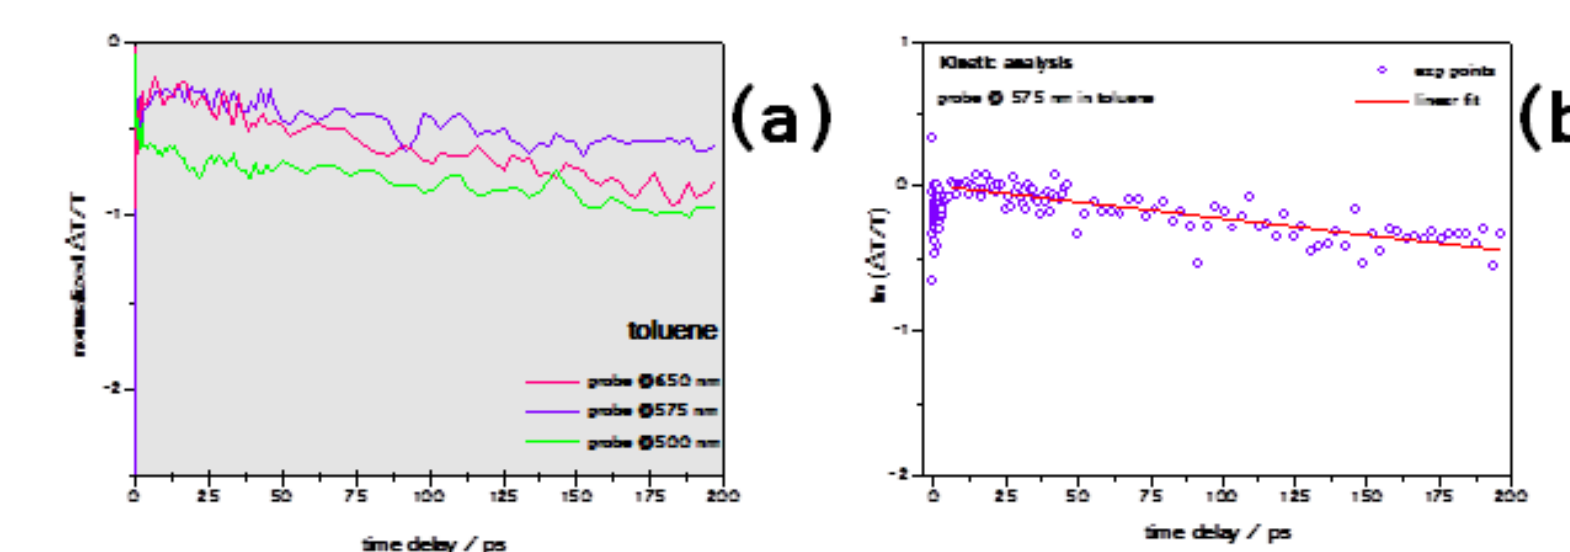 0
-1
-2
normalized ΔT/T
toluene
probe @650 nm
probe @575 nm
probe @500 nm
0 25 50 75 100 125 150 175 200
time delay / ps
(a)
1
0
-1
-2
ln (ΔT/T)
Kinetic analysis
probe @ 575 nm in toluene
exp points
linear fit
0 25 50 75 100 125 150 175 200
time delay / ps
(b